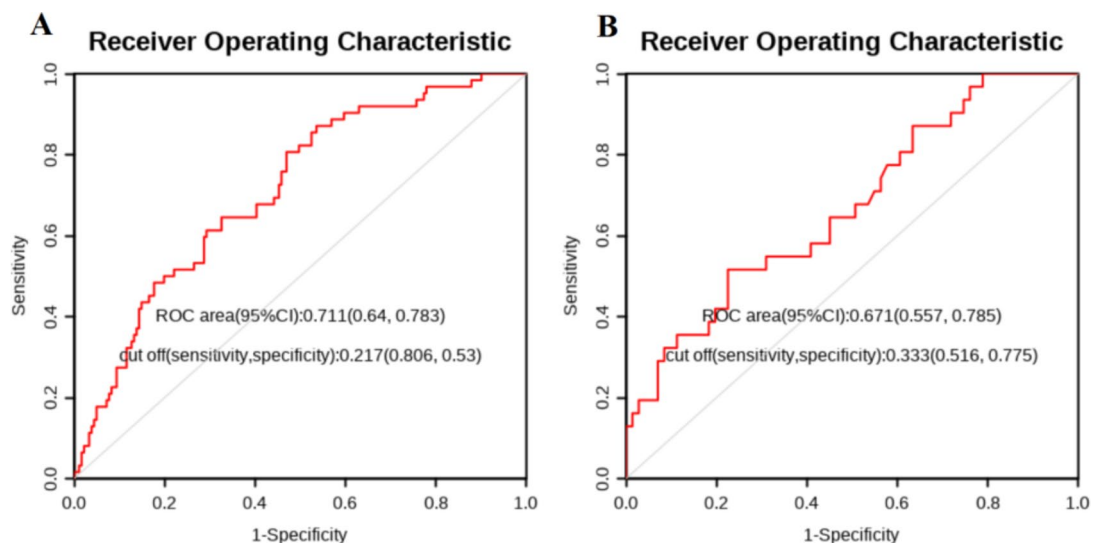 A
Receiver Operating Characteristic
Sensitivity
1.0
0.8
0.6
0.4
0.2
0.0
ROC area(95%CI):0.711(0.64, 0.783)
cut off(sensitivity,specificity):0.217(0.806, 0.53)
0.0 0.2 0.4 0.6 0.8 1.0
1-Specificity
B
Receiver Operating Characteristic
Sensitivity
1.0
0.8
0.6
0.4
0.2
0.0
ROC area(95%CI):0.671(0.557, 0.785)
cut off(sensitivity,specificity):0.333(0.516, 0.775)
0.0 0.2 0.4 0.6 0.8 1.0
1-Specificity